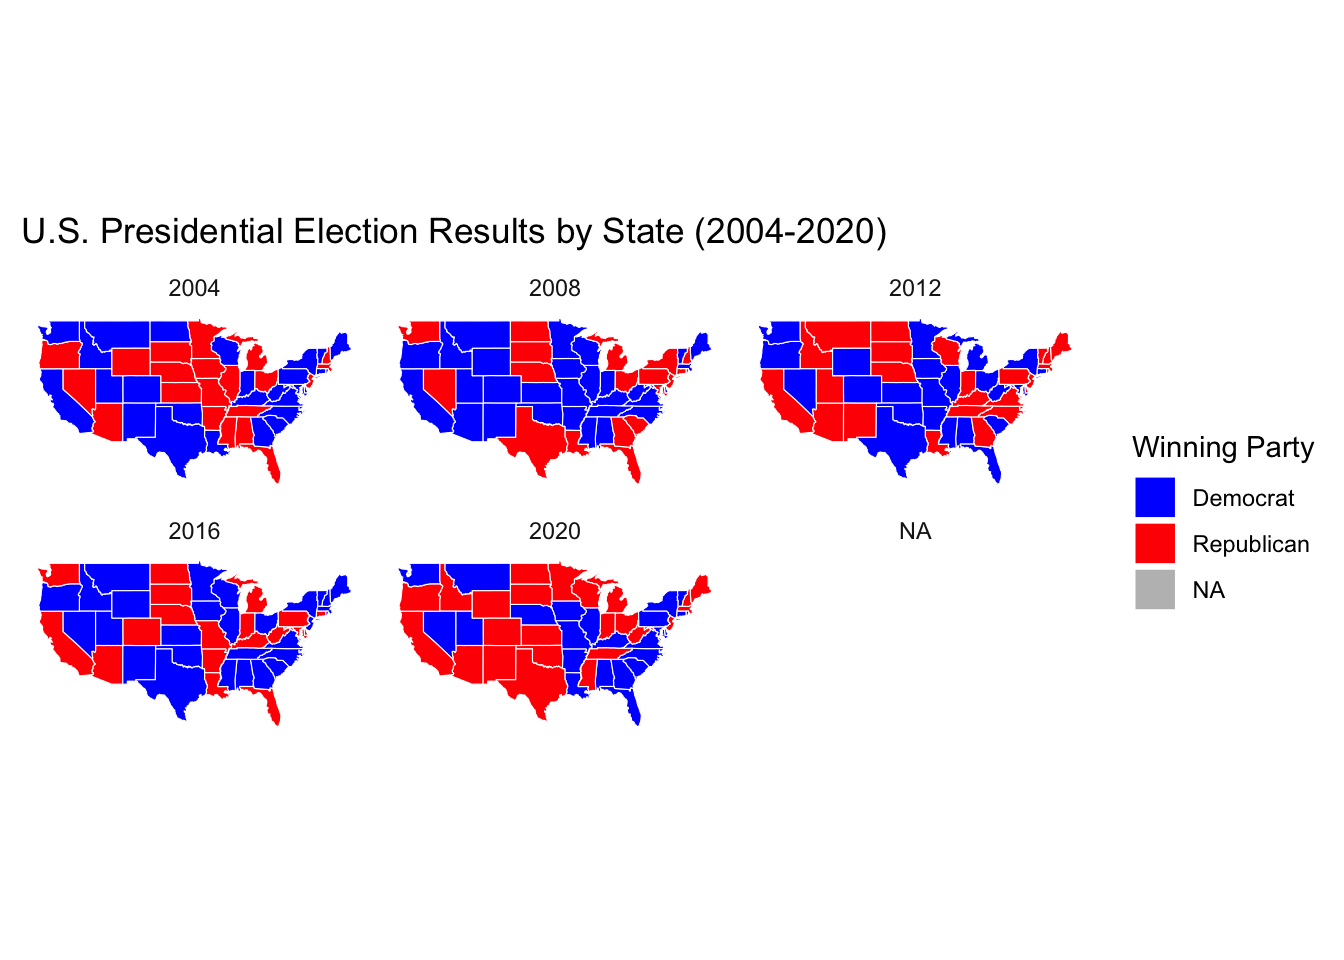 U.S. Presidential Election Results by State (2004-2020)
2004
2008
2012
2016
2020
NA
Winning Party
Democrat
Republican
NA